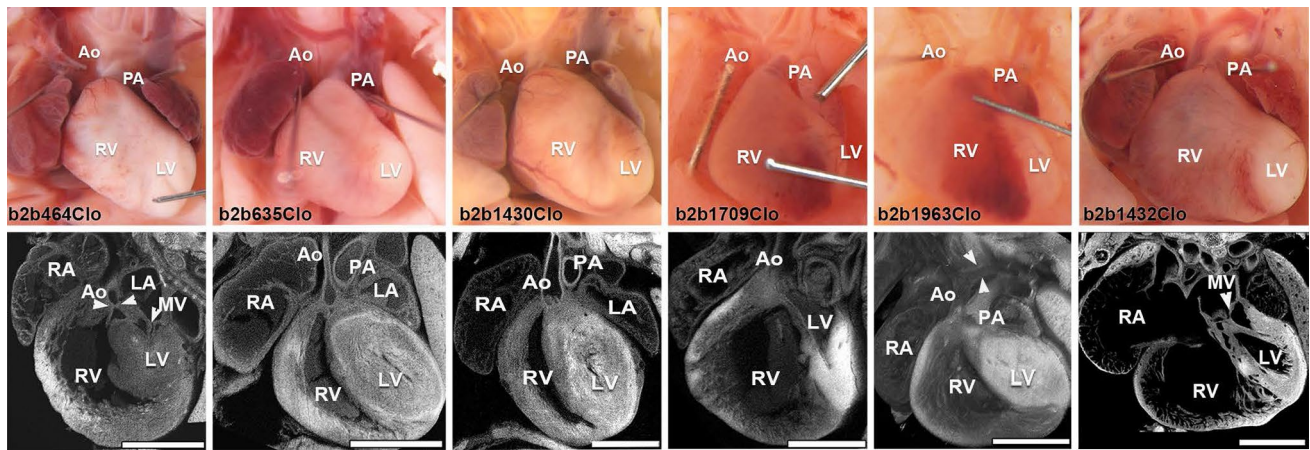 Ao
PA
RV
LV
b2b464Clo
Ao
PA
RV
LV
b2b635Clo
Ao
PA
RV
LV
b2b1430Clo
PA
RV
LV
b2b1709Clo
Ao
PA
RV
LV
b2b1963Clo
Ao
PA
RV
LV
b2b1432Clo
RA
LA
Ao
MV
LV
RV
Ao
PA
RA
LA
LV
RV
PA
Ao
RA
LA
RV
LV
Ao
RA
LV
RV
Ao
PA
RA
RV
LV
MV
RA
LV
RV